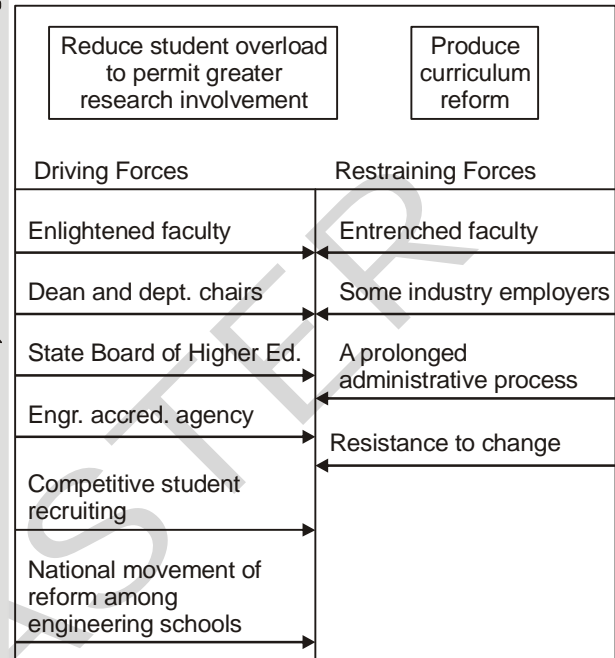 Reduce student overload
to permit greater
research involvement
Produce
curriculum
reform
Driving Forces
Restraining Forces
Enlightened faculty
Entrenched faculty
Dean and dept. chairs
Some industry employers
State Board of Higher Ed.
A prolonged
administrative process
Engr. accred. agency
Resistance to change
Competitive student
recruiting
National movement of
reform among
engineering schools
ASTER